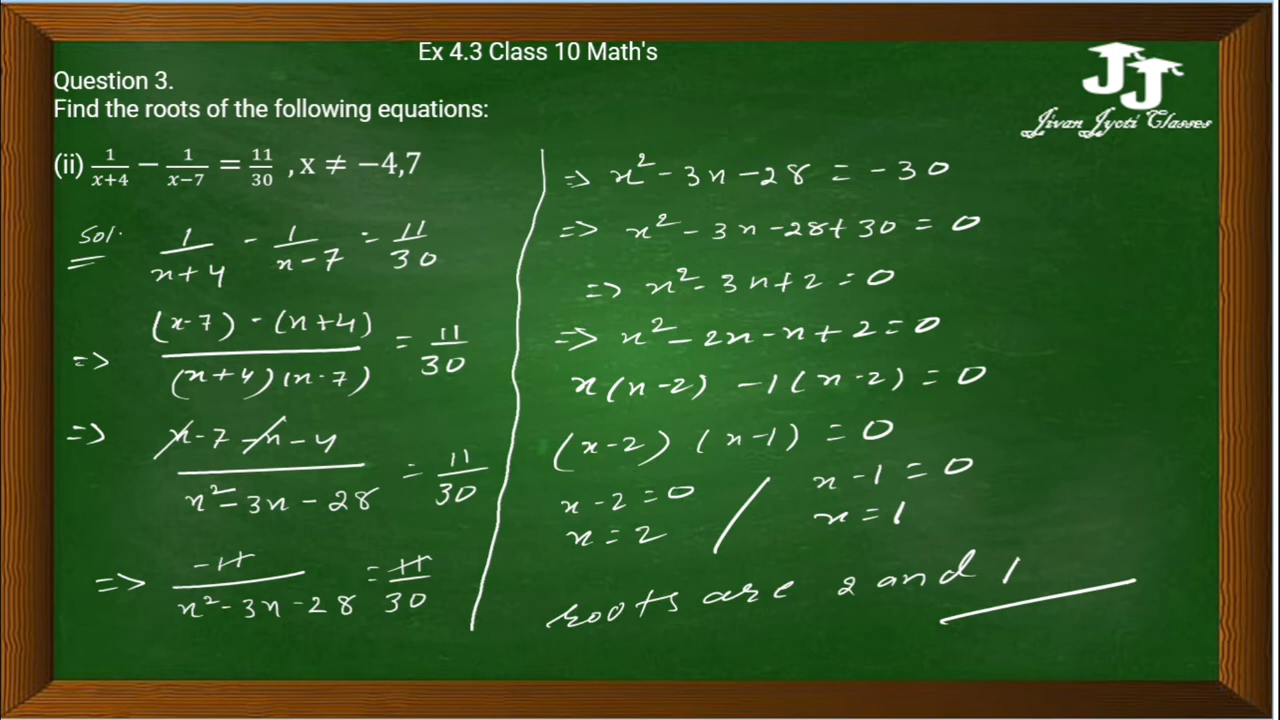 Ex 4.3 Class 10 Math's
JJ
Jivan Jyoti Classes
Question 3.
Find the roots of the following equations:
(ii) 1/(x+4) − 1/(x−7) = 11/30 , x ≠ −4,7
Sol. 1/(x+4) - 1/(x-7) = 11/30
=> ((x-7) - (x+4))/((x+4)(x-7)) = 11/30
=> (x-7-x-4)/(x²-3x-28) = 11/30
=> -11/(x²-3x-28) = 11/30
=> x²-3x-28 = -30
=> x²-3x-28+30 = 0
=> x²-3x+2 = 0
=> x²-2x-x+2 = 0
x(x-2) -1(x-2) = 0
(x-2) (x-1) = 0
x-2=0 / x-1=0
x=2 x=1
roots are 2 and 1